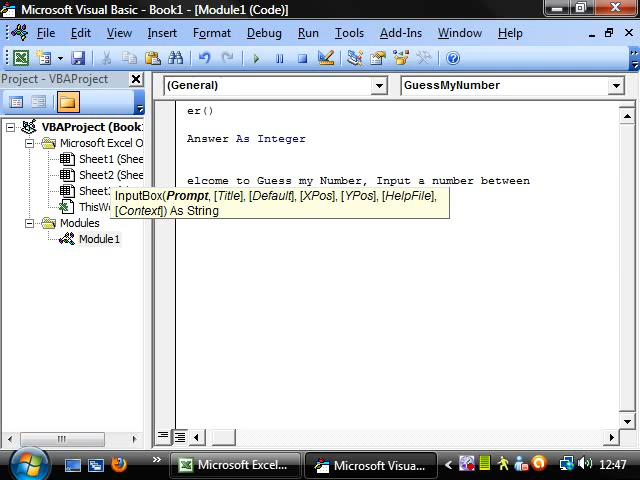 Microsoft Visual Basic - Book1 - [Module1 (Code)]
File Edit View Insert Format Debug Run Tools Add-Ins Window Help
Project - VBAProject
(General) GuessMyNumber
VBAProject (Book
Microsoft Excel O
Sheet1 (Shee
Sheet2 (Shee
Sheet
ThisWo
Modules
Module1
er()
Answer As Integer
elcome to Guess my Number, Input a number between
InputBox(Prompt, [Title], [Default], [XPos], [YPos], [HelpFile],
[Context]) As String
Microsoft Excel... Microsoft Visua... 12:47